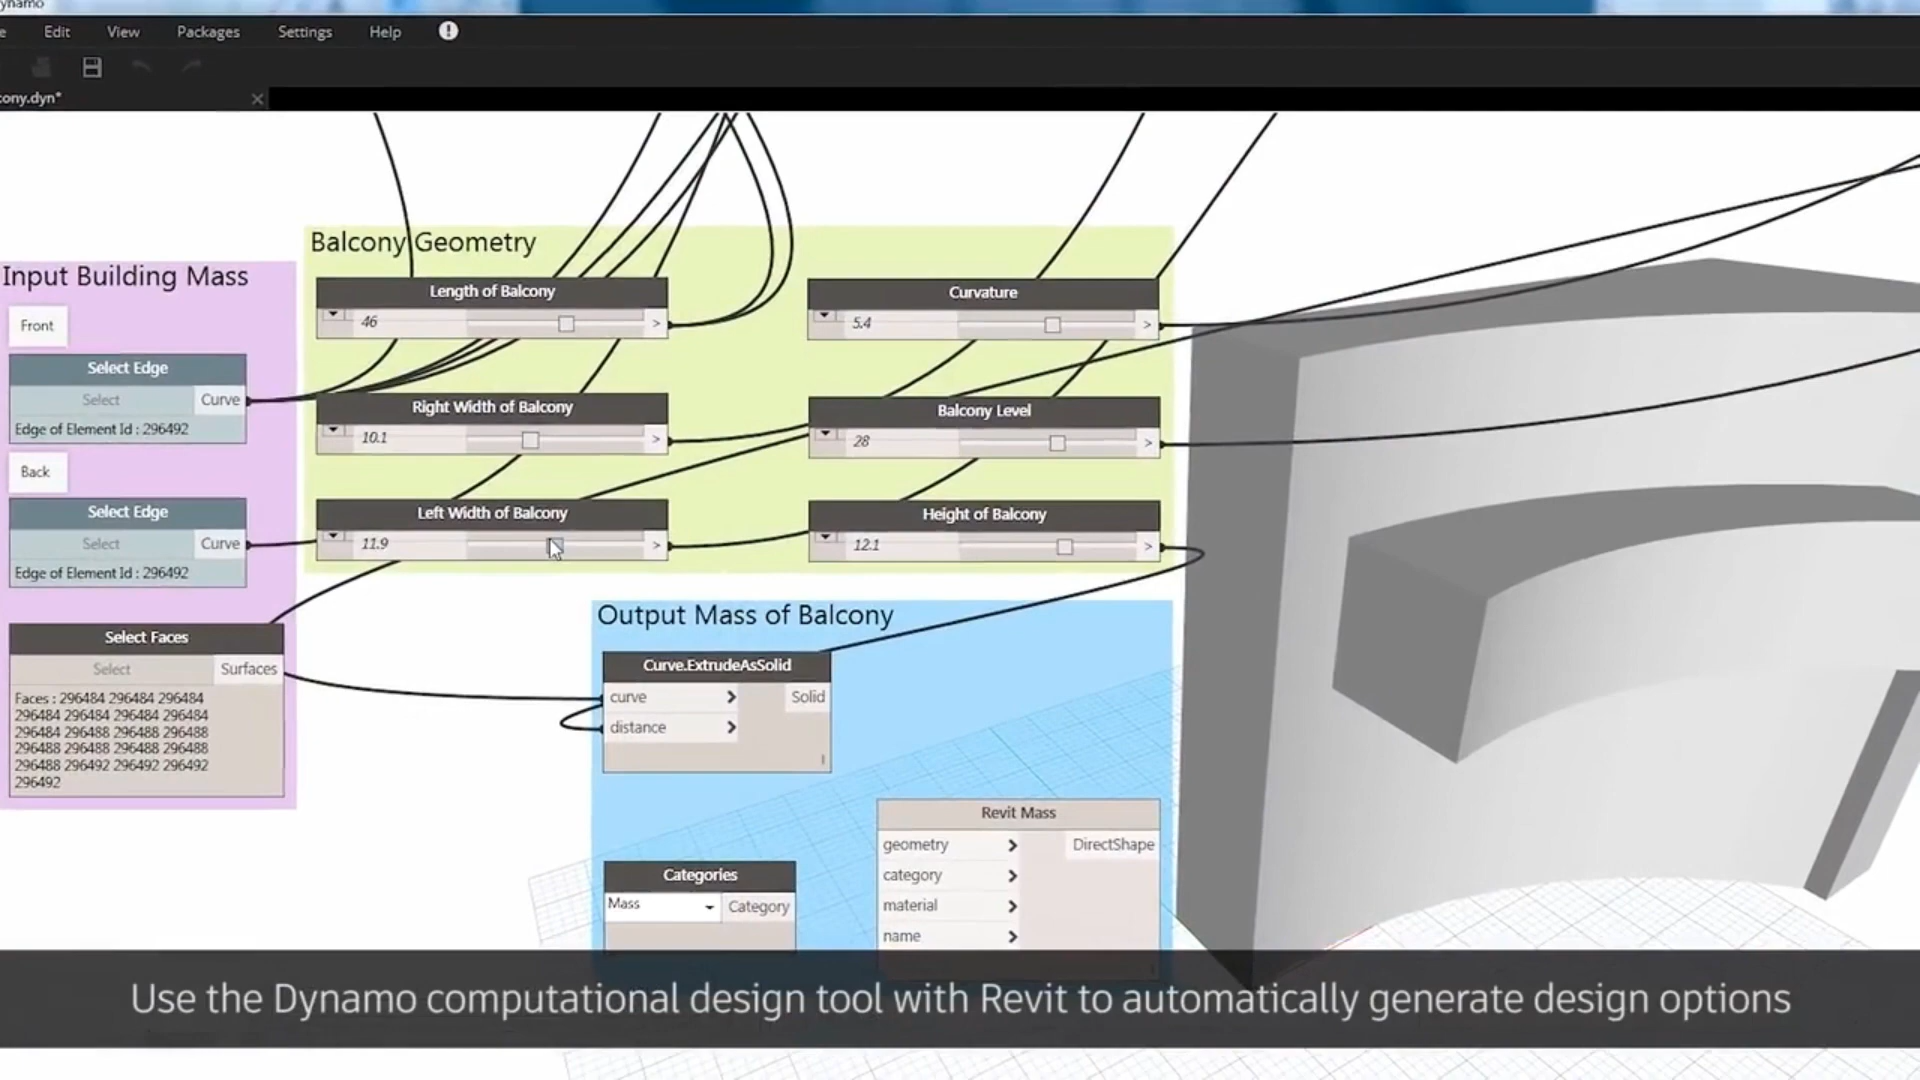 ynamo
e Edit View Packages Settings Help
cony.dyn*
Balcony Geometry
Input Building Mass
Front
Select Edge
Select Curve
Edge of Element Id : 296492
Back
Select Edge
Select Curve
Edge of Element Id : 296492
Select Faces
Select Surfaces
Faces : 296484 296484 296484
296484 296484 296484 296484
296484 296488 296488 296488
296488 296488 296488 296488
296488 296492 296492 296492
296492
Length of Balcony
46 >
Curvature
5.4 >
Right Width of Balcony
10.1 >
Balcony Level
28 >
Left Width of Balcony
11.9 >
Height of Balcony
12.1 >
Output Mass of Balcony
Curve.ExtrudeAsSolid
curve > Solid
distance >
Categories
Mass Category
Revit Mass
geometry > DirectShape
category >
material >
name >
Use the Dynamo computational design tool with Revit to automatically generate design options